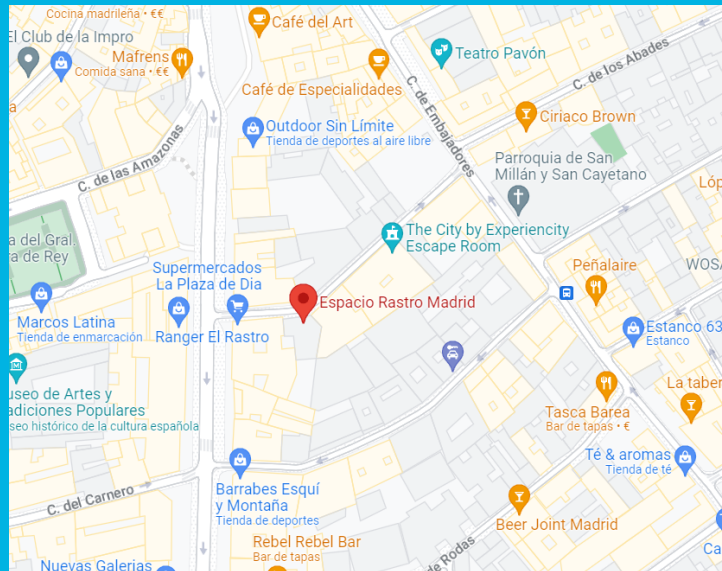 Cocina madrileña • €€
El Club de la Impro
Mafrens
Comida sana • €€
Café del Art
Café de Especialidades
Teatro Pavón
C. de los Abades
C. de Embajadores
Ciriaco Brown
Outdoor Sin Límite
Tienda de deportes al aire libre
C. de las Amazonas
Parroquia de San
Millán y San Cayetano
The City by Experiencity
Escape Room
a del Gral.
ra de Rey
Supermercados
La Plaza de Dia
Espacio Rastro Madrid
Peñalaire
WOSA
Marcos Latina
Tienda de enmarcación
Ranger El Rastro
Estanco 63
Estanco
useo de Artes y
adiciones Populares
seo histórico de la cultura española
Tasca Barea
Bar de tapas • €
La taber
Té & aromas
Tienda de té
C. del Carnero
Barrabes Esquí
y Montaña
Tienda de deportes
Beer Joint Madrid
Rebel Rebel Bar
Bar de tapas
de Rodas
Nuevas Galerias
Ca